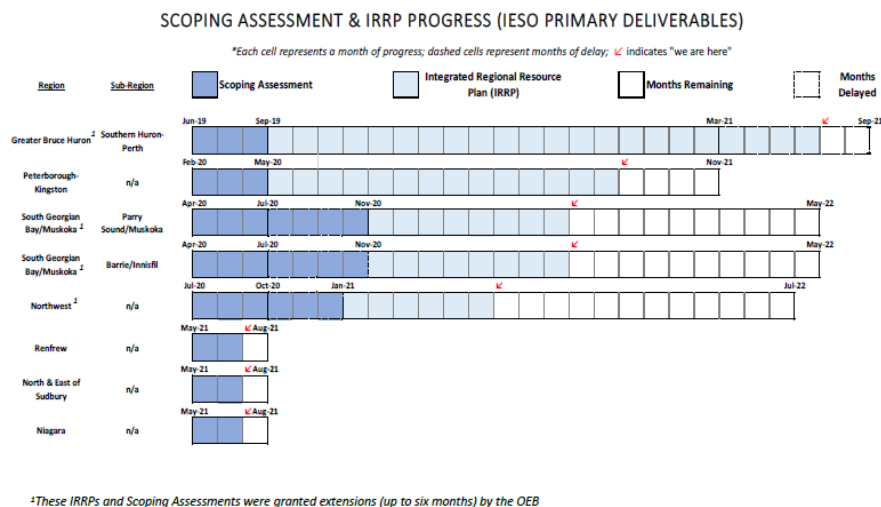 SCOPING ASSESSMENT & IRRP PROGRESS (IESO PRIMARY DELIVERABLES)
*Each cell represents a month of progress; dashed cells represent months of delay; ↙ indicates "we are here"
Region Sub-Region Scoping Assessment Integrated Regional Resource Plan (IRRP) Months Remaining Months Delayed
Jun-19 Sep-19 Mar-21 Sep-21
Greater Bruce Huron 1 Southern Huron-Perth
Feb-20 May-20 Nov-21
Peterborough-Kingston n/a
Apr-20 Jul-20 Nov-20 May-22
South Georgian Bay/Muskoka 1 Parry Sound/Muskoka
Apr-20 Jul-20 Nov-20 May-22
South Georgian Bay/Muskoka 1 Barrie/Innisfil
Jul-20 Oct-20 Jan-21 Jul-22
Northwest 1 n/a
May-21 Aug-21
Renfrew n/a
May-21 Aug-21
North & East of Sudbury n/a
May-21 Aug-21
Niagara n/a
1These IRRPs and Scoping Assessments were granted extensions (up to six months) by the OEB